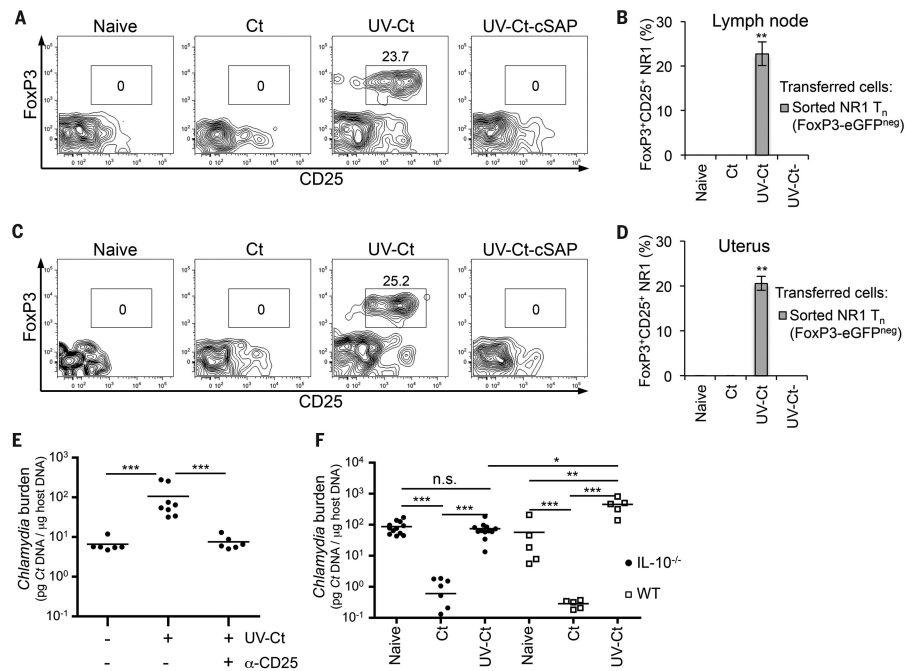 A
Naive
Ct
UV-Ct
UV-Ct-cSAP
FoxP3
0
0
23.7
0
CD25
B
Lymph node
FoxP3⁺CD25⁺ NR1 (%)
30
20
10
0
**
Naive
Ct
UV-Ct
UV-Ct-
Transferred cells:
Sorted NR1 Tₙ
(FoxP3-eGFPⁿᵉᵍ)
C
Naive
Ct
UV-Ct
UV-Ct-cSAP
FoxP3
0
0
25.2
0
CD25
D
Uterus
FoxP3⁺CD25⁺ NR1 (%)
30
20
10
0
**
Naive
Ct
UV-Ct
UV-Ct-
Transferred cells:
Sorted NR1 Tₙ
(FoxP3-eGFPⁿᵉᵍ)
E
Chlamydia burden
(pg Ct DNA / µg host DNA)
10³
10²
10¹
10⁰
10⁻¹
*** ***
- + + UV-Ct
- - + α-CD25
F
Chlamydia burden
(pg Ct DNA / µg host DNA)
10⁴
10³
10²
10¹
10⁰
10⁻¹
*
n.s. **
*** *** *** ***
Naive
Ct
UV-Ct
Naive
Ct
UV-Ct
IL-10⁻/⁻
WT